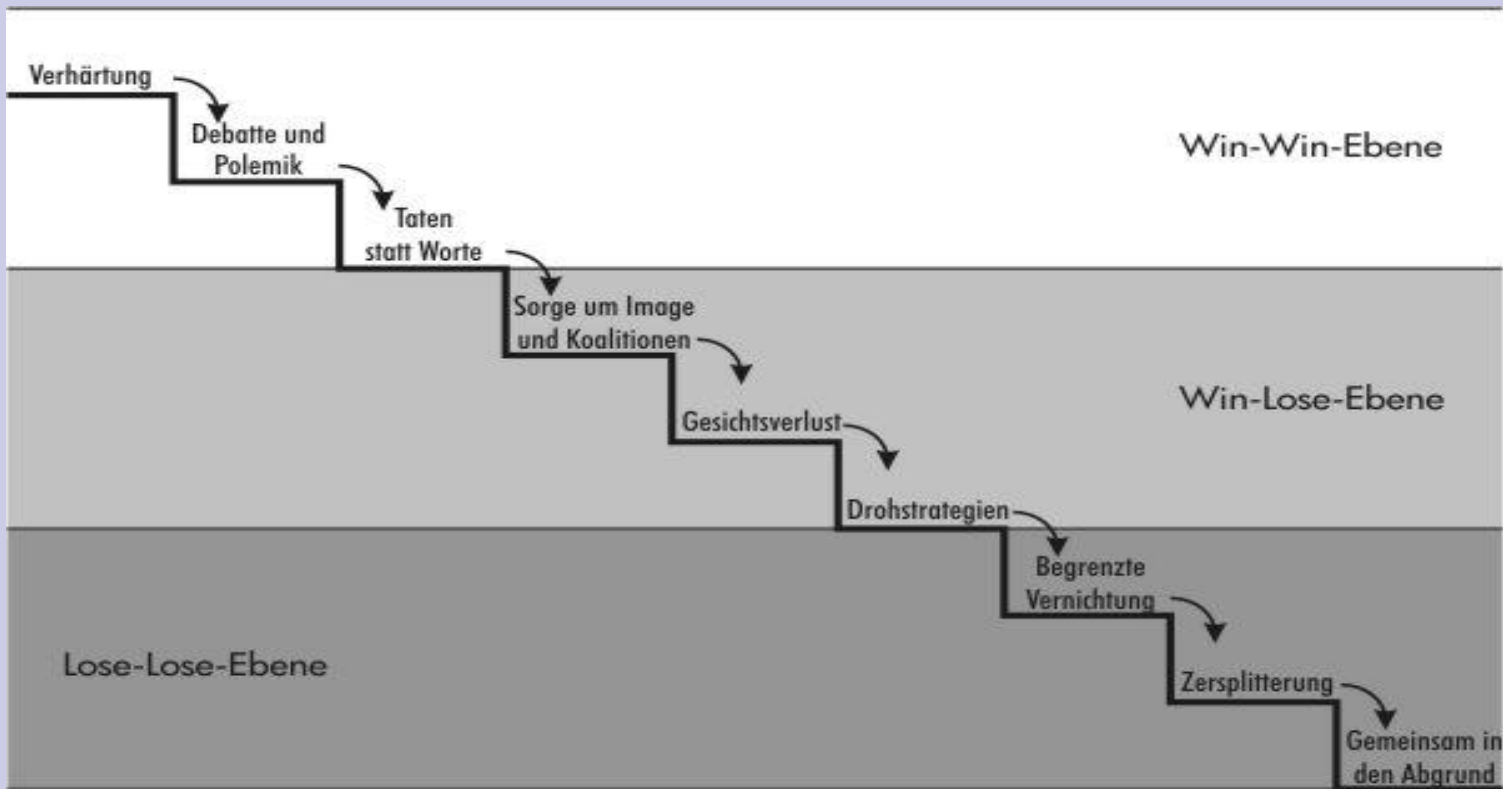 Verhärtung
Debatte und
Polemik
Win-Win-Ebene
Taten
statt Worte
Sorge um Image
und Koalitionen
Win-Lose-Ebene
Gesichtsverlust
Drohstrategien
Begrenzte
Vernichtung
Lose-Lose-Ebene
Zersplitterung
Gemeinsam in
den Abgrund